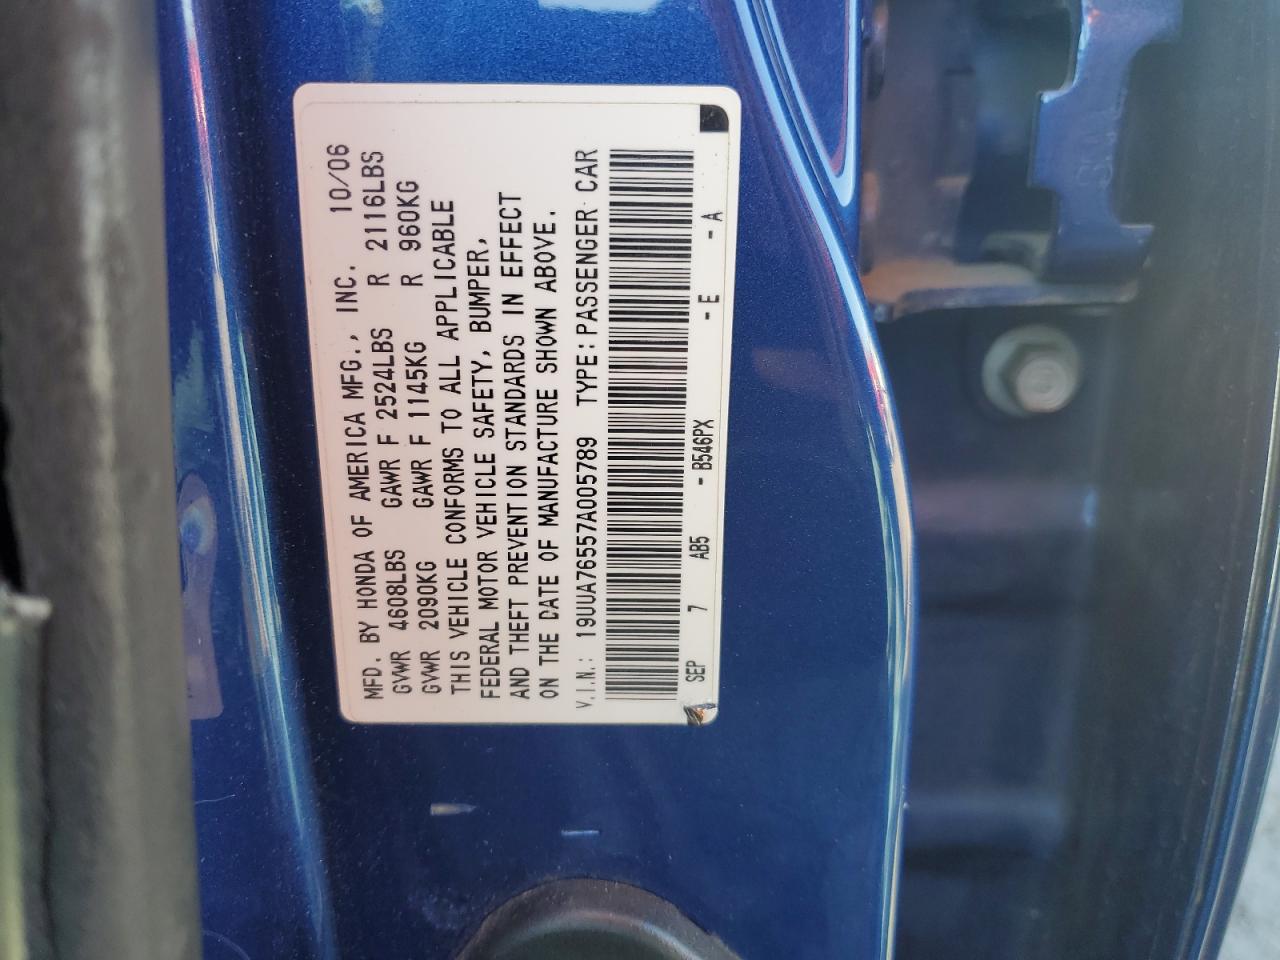 MFD. BY HONDA OF AMERICA MFG., INC. 10/06
GVWR 4608LBS GAWR F 2524LBS R 2116LBS
GVWR 2090KG GAWR F 1145KG R 960KG
THIS VEHICLE CONFORMS TO ALL APPLICABLE
FEDERAL MOTOR VEHICLE SAFETY, BUMPER,
AND THEFT PREVENTION STANDARDS IN EFFECT
ON THE DATE OF MANUFACTURE SHOWN ABOVE.
V.I.N.: 19UUA76557A005789 TYPE:PASSENGER CAR
SEP 7 AB5 - B546PX - E - A